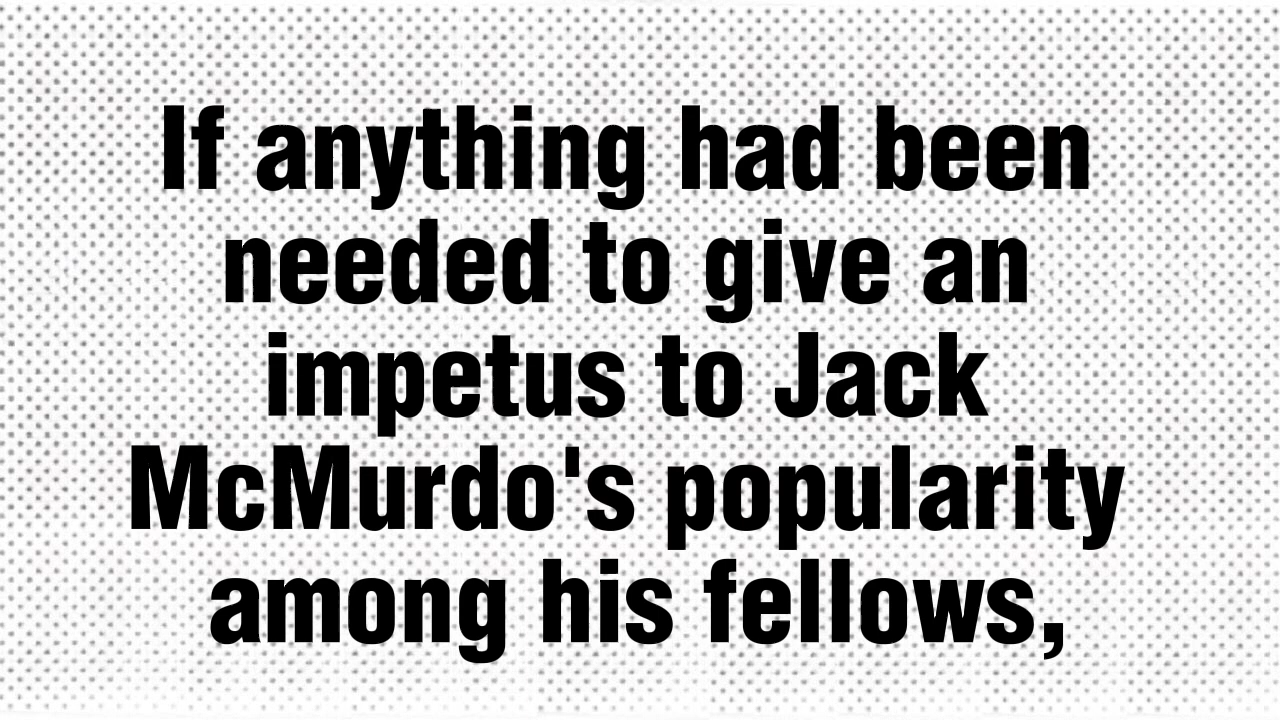 If anything had been
needed to give an
impetus to Jack
McMurdo's popularity
among his fellows,